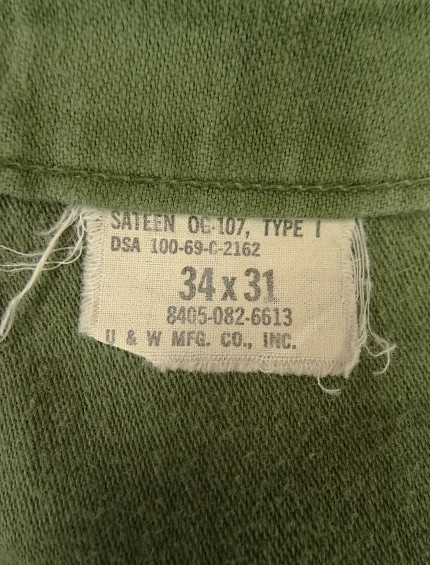 SATEEN OG-107, TYPE I
DSA 100-69-C-2162
34 x 31
8405-082-6613
U & W MFG. CO., INC.